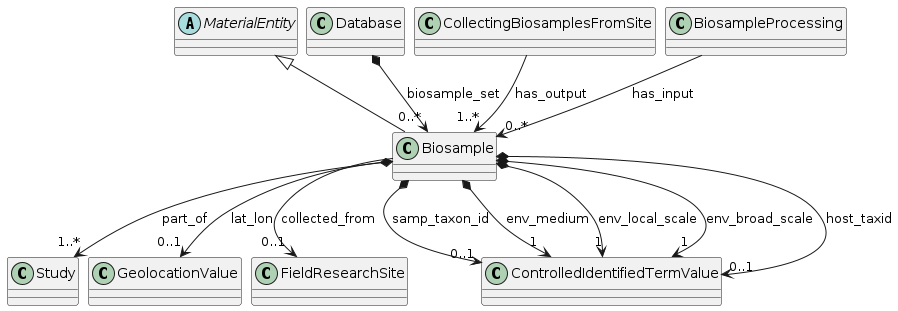 A MaterialEntity
C Database
C CollectingBiosamplesFromSite
C BiosampleProcessing
biosample_set
has_output
has_input
0..*
1..*
0..*
C Biosample
part_of
lat_lon
collected_from
samp_taxon_id
env_medium
env_local_scale
env_broad_scale
host_taxid
1..*
0..1
0..1
0..1
1
1
1
0..1
C Study
C GeolocationValue
C FieldResearchSite
C ControlledIdentifiedTermValue